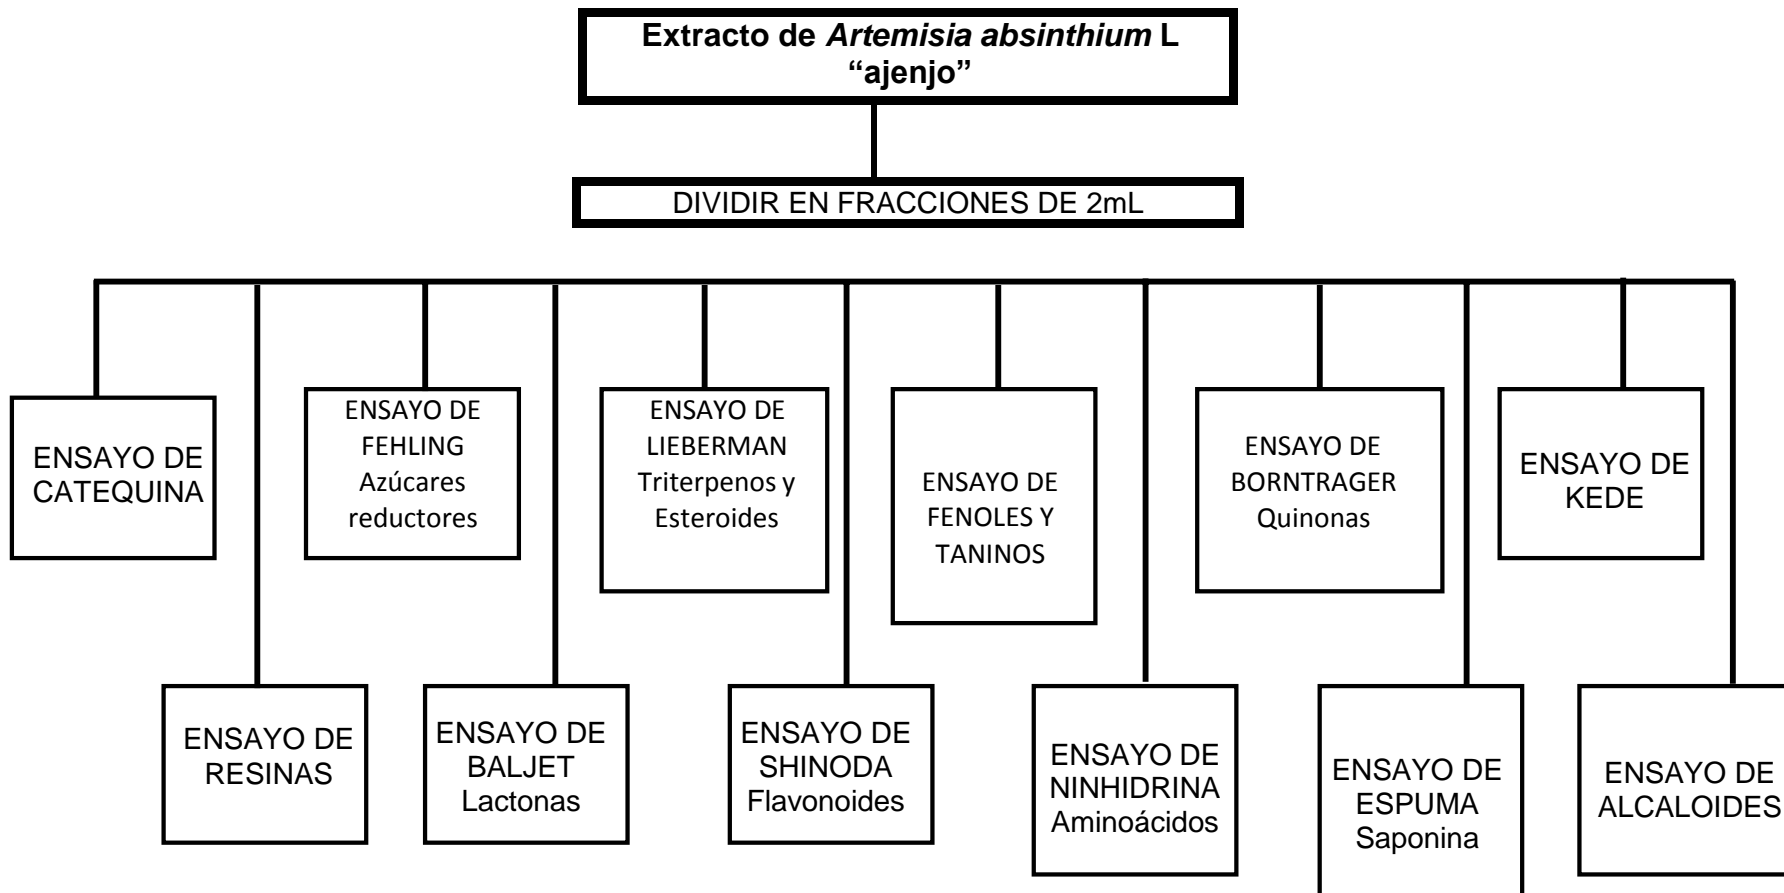 Extracto de Artemisia absinthium L
“ajenjo”
DIVIDIR EN FRACCIONES DE 2mL
ENSAYO DE
CATEQUINA
ENSAYO DE
FEHLING
Azúcares
reductores
ENSAYO DE
LIEBERMAN
Triterpenos y
Esteroides
ENSAYO DE
FENOLES Y
TANINOS
ENSAYO DE
BORNTRAGER
Quinonas
ENSAYO DE
KEDE
ENSAYO DE
RESINAS
ENSAYO DE
BALJET
Lactonas
ENSAYO DE
SHINODA
Flavonoides
ENSAYO DE
NINHIDRINA
Aminoácidos
ENSAYO DE
ESPUMA
Saponina
ENSAYO DE
ALCALOIDES